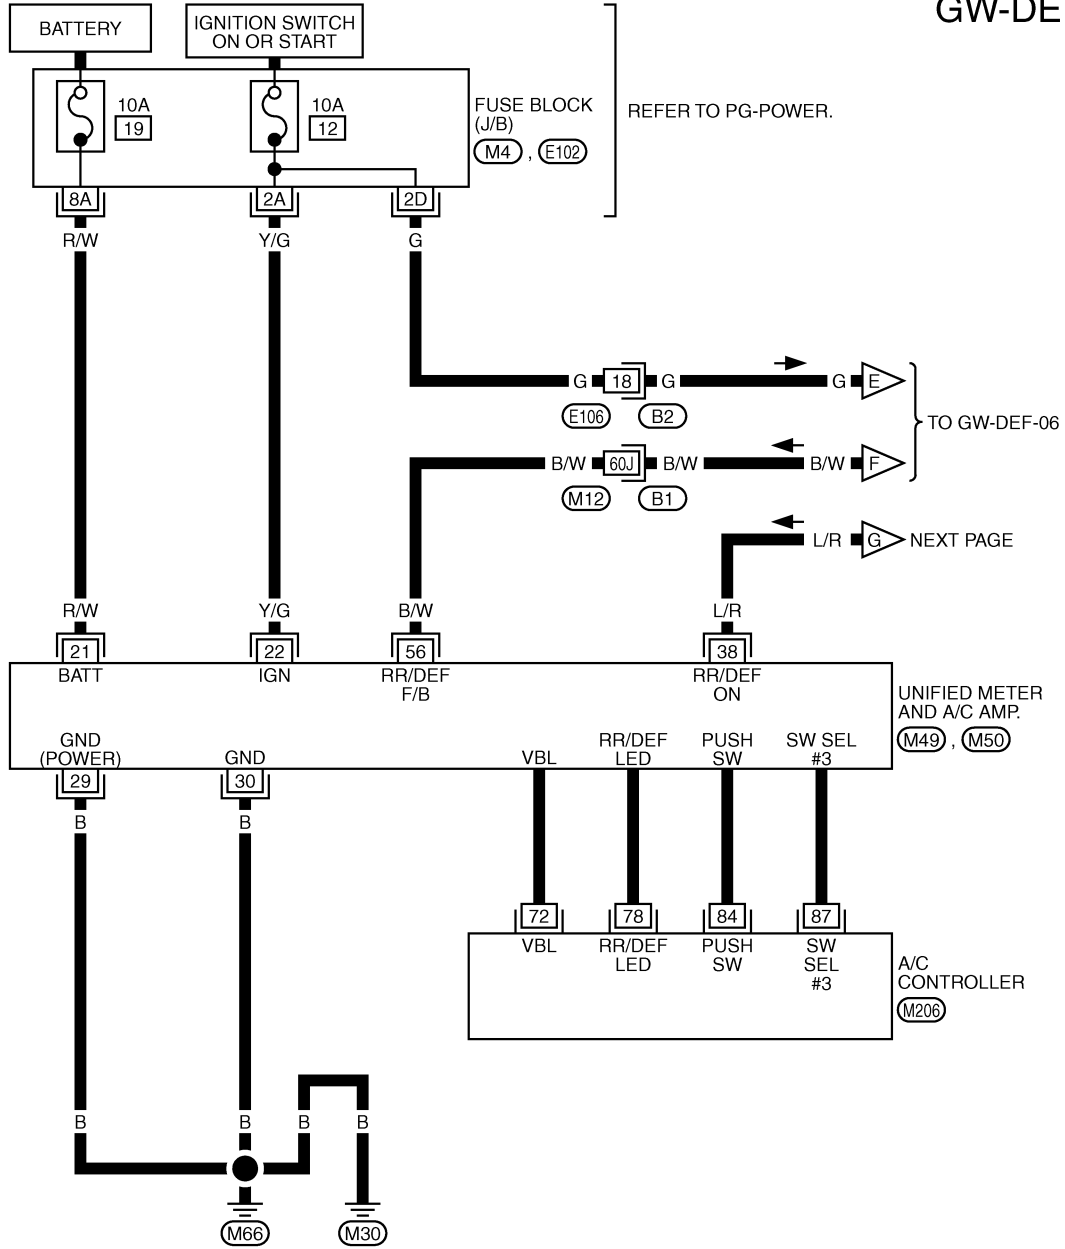 GW-DE
BATTERY
IGNITION SWITCH
ON OR START
10A
19
10A
12
FUSE BLOCK
(J/B)
M4 , E102
REFER TO PG-POWER.
8A
2A
2D
R/W
Y/G
G
G
18
G
G
E
E106
B2
TO GW-DEF-06
B/W
60J
B/W
B/W
F
M12
B1
L/R
G
NEXT PAGE
R/W
Y/G
B/W
L/R
21
22
56
38
BATT
IGN
RR/DEF
F/B
RR/DEF
ON
UNIFIED METER
AND A/C AMP.
M49 , M50
GND
(POWER)
GND
VBL
RR/DEF
LED
PUSH
SW
SW SEL
#3
29
30
B
B
72
78
84
87
VBL
RR/DEF
LED
PUSH
SW
SW
SEL
#3
A/C
CONTROLLER
M206
B
B
B
B
M66
M30